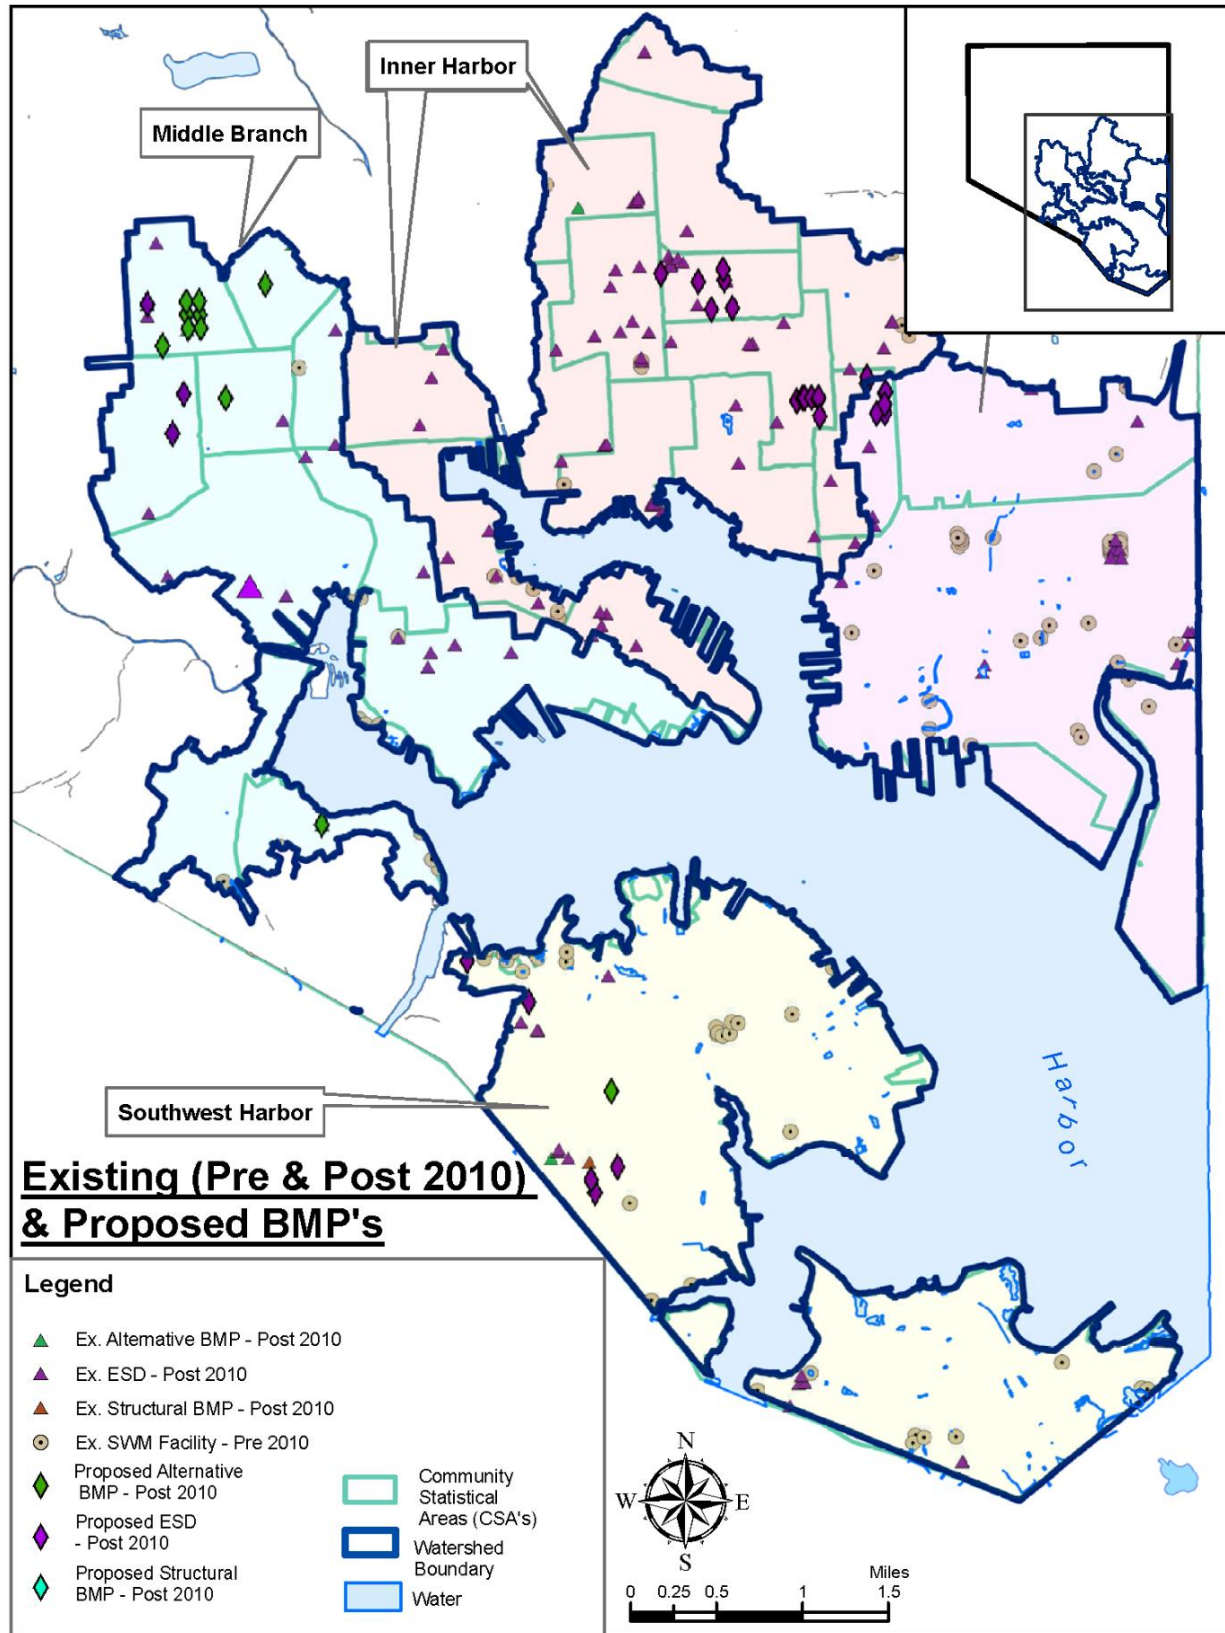 Inner Harbor
Middle Branch
Harbor
Southwest Harbor
Existing (Pre & Post 2010)
& Proposed BMP's
Legend
Ex. Alternative BMP - Post 2010
Ex. ESD - Post 2010
Ex. Structural BMP - Post 2010
Ex. SWM Facility - Pre 2010
Proposed Alternative
BMP - Post 2010
Proposed ESD
- Post 2010
Proposed Structural
BMP - Post 2010
Community
Statistical
Areas (CSA's)
Watershed
Boundary
Water
N
W E
S
Miles
0 0.25 0.5 1 1.5